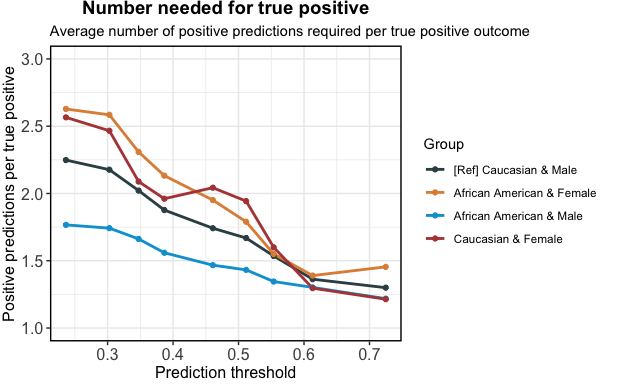 Number needed for true positive
Average number of positive predictions required per true positive outcome
Positive predictions per true positive
3.0
2.5
2.0
1.5
1.0
0.3
0.4
0.5
0.6
0.7
Prediction threshold
Group
[Ref] Caucasian & Male
African American & Female
African American & Male
Caucasian & Female